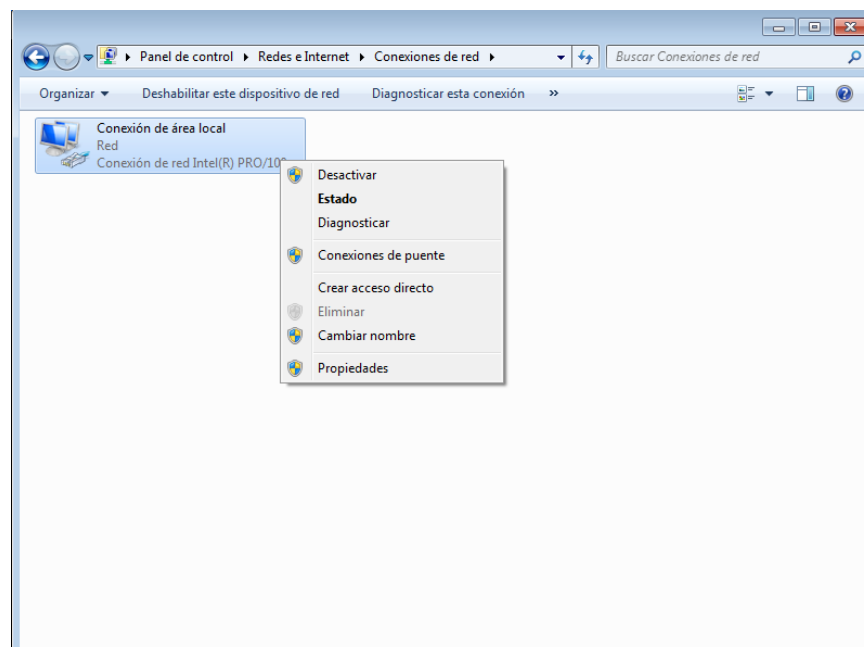 Panel de control Redes e Internet Conexiones de red Buscar Conexiones de red
Organizar Deshabilitar este dispositivo de red Diagnosticar esta conexión »
Conexión de área local
Red
Conexión de red Intel(R)
Desactivar
Estado
Diagnosticar
Conexiones de puente
Crear acceso directo
Eliminar
Cambiar nombre
Propiedades